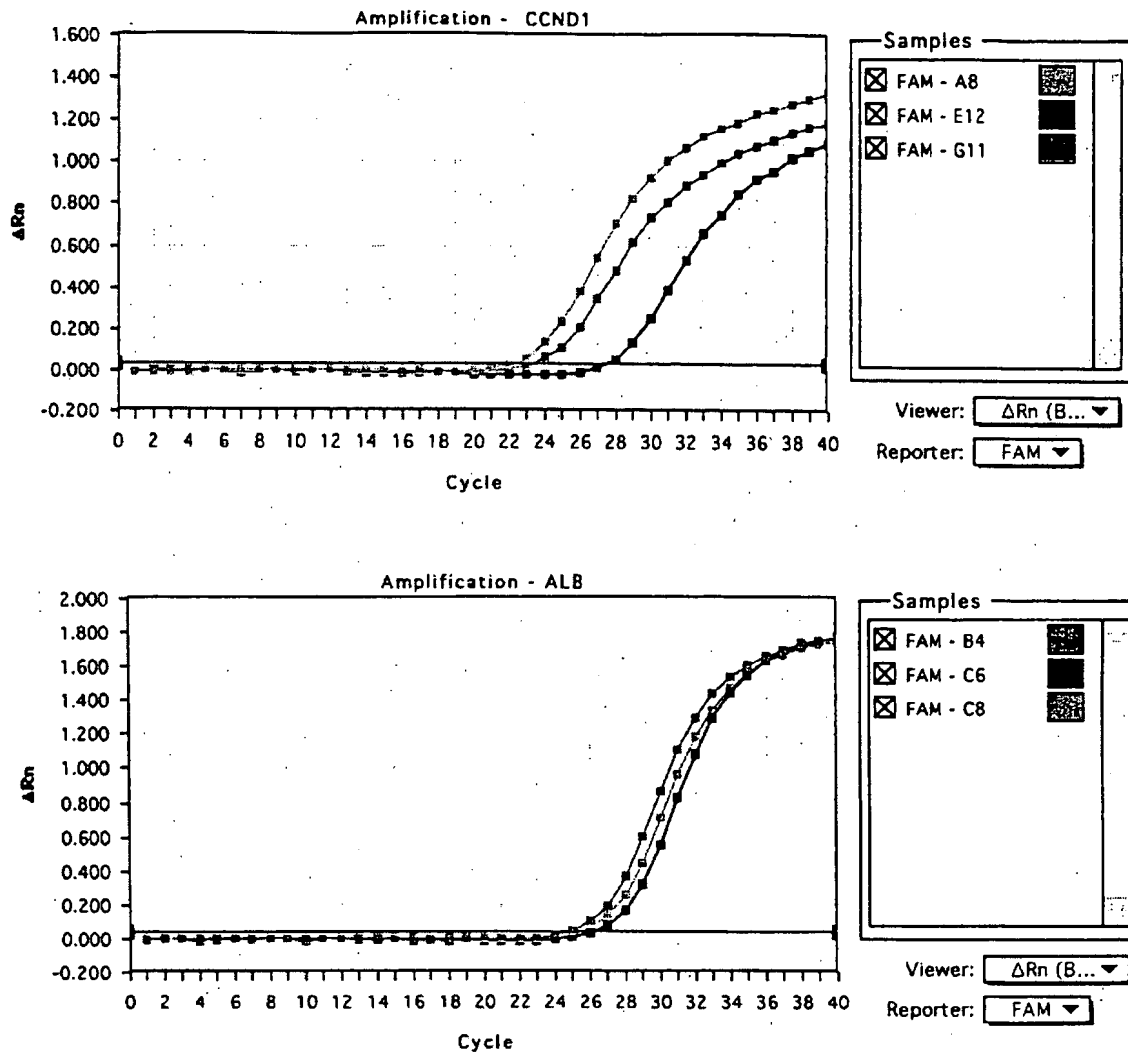 Amplification - CCND1
1.600
1.400
1.200
1.000
0.800
0.600
0.400
0.200
0.000
-0.200
ΔRn
0 2 4 6 8 10 12 14 16 18 20 22 24 26 28 30 32 34 36 38 40
Cycle
Samples
FAM - A8
FAM - E12
FAM - G11
Viewer: ΔRn (B...
Reporter: FAM
Amplification - ALB
2.000
1.800
1.600
1.400
1.200
1.000
0.800
0.600
0.400
0.200
0.000
-0.200
ΔRn
0 2 4 6 8 10 12 14 16 18 20 22 24 26 28 30 32 34 36 38 40
Cycle
Samples
FAM - B4
FAM - C6
FAM - C8
Viewer: ΔRn (B...
Reporter: FAM